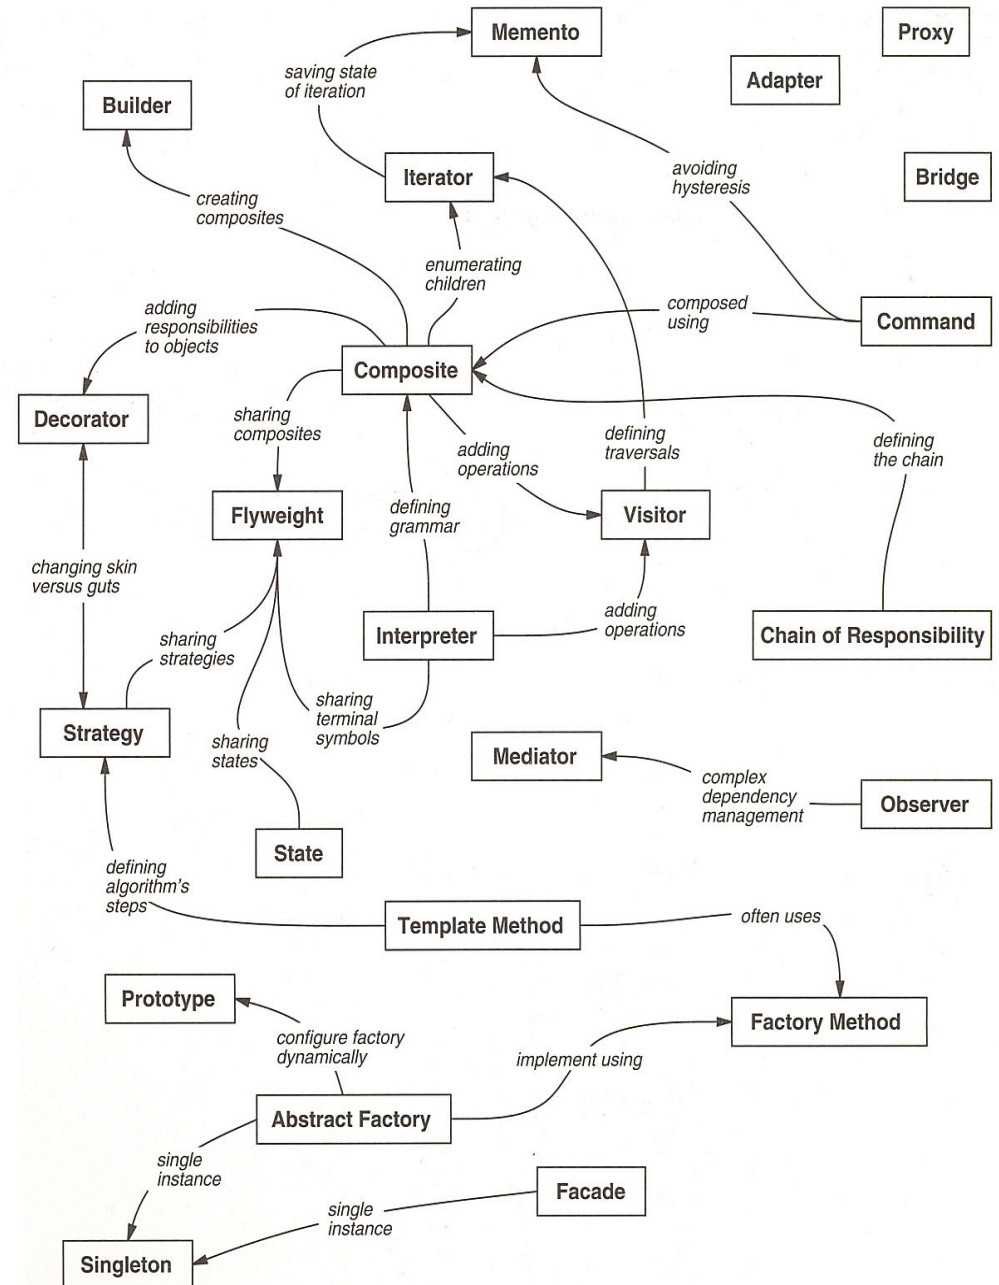 Memento
Proxy
Adapter
saving state
of iteration
Builder
Iterator
avoiding
hysteresis
Bridge
creating
composites
enumerating
children
adding
responsibilities
to objects
composed
using
Command
Composite
Decorator
sharing
composites
adding
operations
defining
traversals
defining
the chain
Flyweight
defining
grammar
Visitor
changing skin
versus guts
sharing
strategies
Interpreter
adding
operations
Chain of Responsibility
sharing
terminal
symbols
Strategy
sharing
states
Mediator
complex
dependency
management
Observer
State
defining
algorithm's
steps
Template Method
often uses
Prototype
configure factory
dynamically
implement using
Factory Method
Abstract Factory
single
instance
Facade
single
instance
Singleton